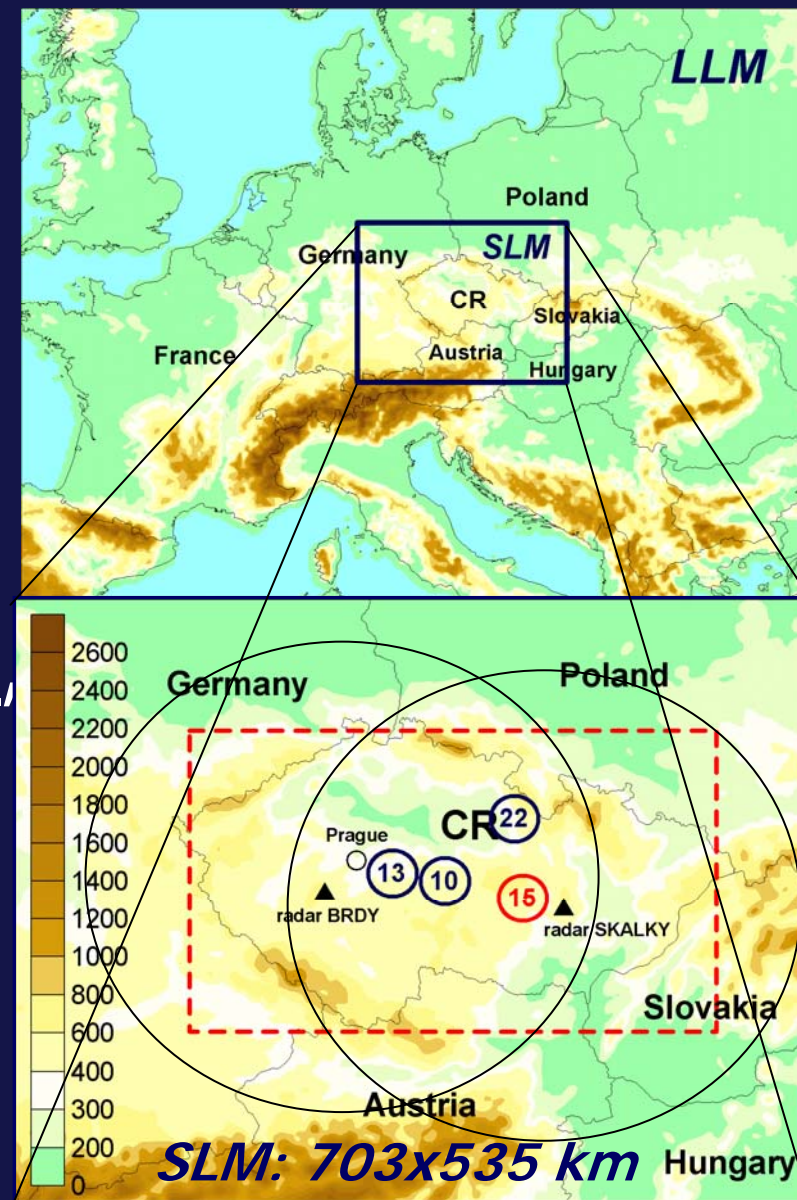 LLM
Poland
Germany
SLM
CR
Slovakia
France
Austria
Hungary
2600
2400
2200
2000
1800
1600
1400
1200
1000
800
600
400
300
200
0
Germany
Poland
CR
22
Prague
13
10
15
radar BRDY
radar SKALKY
Slovakia
Austria
SLM: 703x535 km
Hungary